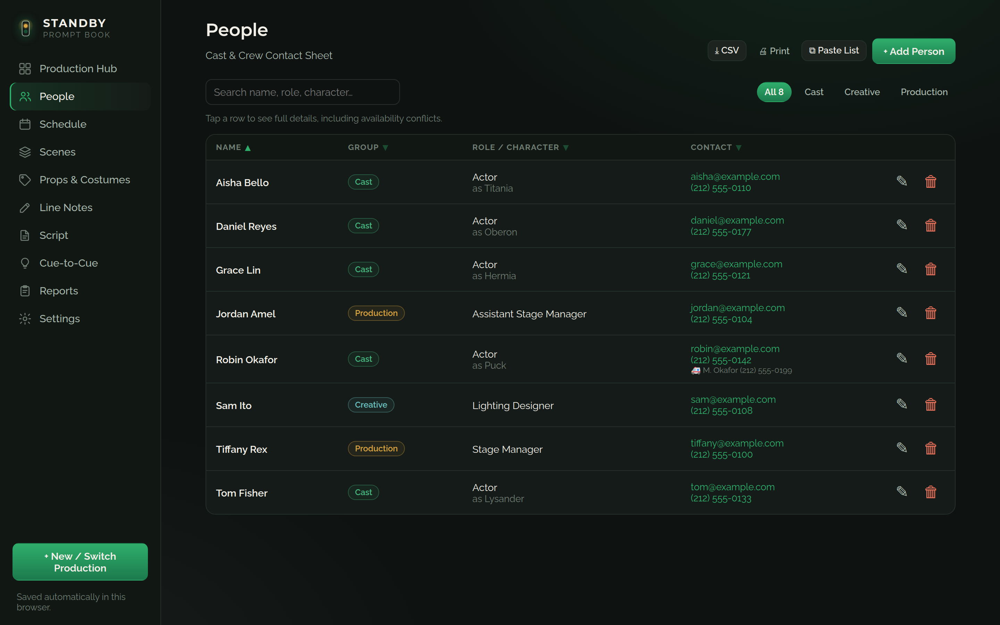 STANDBY
PROMPT BOOK
Production Hub
People
Schedule
Scenes
Props & Costumes
Line Notes
Script
Cue-to-Cue
Reports
Settings
+ New / Switch
Production
Saved automatically in this
browser.
People
Cast & Crew Contact Sheet
CSV
Print
Paste List
+ Add Person
Search name, role, character...
All 8
Cast
Creative
Production
Tap a row to see full details, including availability conflicts.
NAME ▲ GROUP ▼ ROLE / CHARACTER ▼ CONTACT ▼
Aisha Bello
Cast
Actor
as Titania
aisha@example.com
(212) 555-0110
Daniel Reyes
Cast
Actor
as Oberon
daniel@example.com
(212) 555-0177
Grace Lin
Cast
Actor
as Hermia
grace@example.com
(212) 555-0121
Jordan Amel
Production
Assistant Stage Manager
jordan@example.com
(212) 555-0104
Robin Okafor
Cast
Actor
as Puck
robin@example.com
(212) 555-0142
M. Okafor (212) 555-0199
Sam Ito
Creative
Lighting Designer
sam@example.com
(212) 555-0108
Tiffany Rex
Production
Stage Manager
tiffany@example.com
(212) 555-0100
Tom Fisher
Cast
Actor
as Lysander
tom@example.com
(212) 555-0133